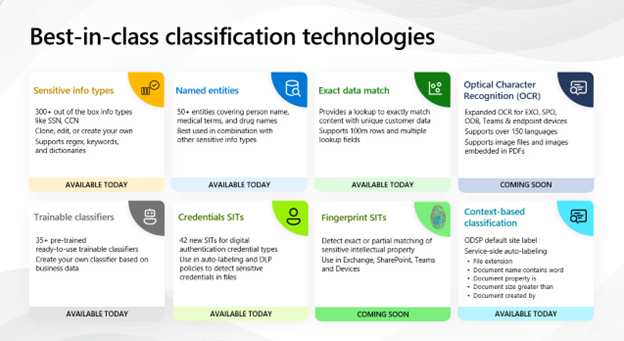 Best-in-class classification technologies
Sensitive info types
300+ out of the box info types
like SSN, CCN
Clone, edit, or create your own
Supports regex, keywords,
and dictionaries
AVAILABLE TODAY
Named entities
50+ entities covering person name,
medical terms, and drug names
Best used in combination with
other sensitive info types
AVAILABLE TODAY
Exact data match
Provides a lookup to exactly match
content with unique customer data
Supports 100m rows and multiple
lookup fields
AVAILABLE TODAY
Optical Character
Recognition (OCR)
Expanded OCR for EXO, SPO,
ODB, Teams & endpoint devices
Supports over 150 languages
Supports image files and images
embedded in PDFs
COMING SOON
Trainable classifiers
35+ pre-trained
ready-to-use trainable classifiers
Create your own classifier based on
business data
AVAILABLE TODAY
Credentials SITs
42 new SITs for digital
authentication credential types
Use in auto-labeling and DLP
policies to detect sensitive
credentials in files
AVAILABLE TODAY
Fingerprint SITs
Detect exact or partial matching of
sensitive intellectual property
Use in Exchange, SharePoint, Teams
and Devices
COMING SOON
Context-based
classification
ODSP default site label
Service-side auto-labeling
• File extension
• Document name contains word
• Document property is
• Document size greater than
• Document created by
AVAILABLE TODAY